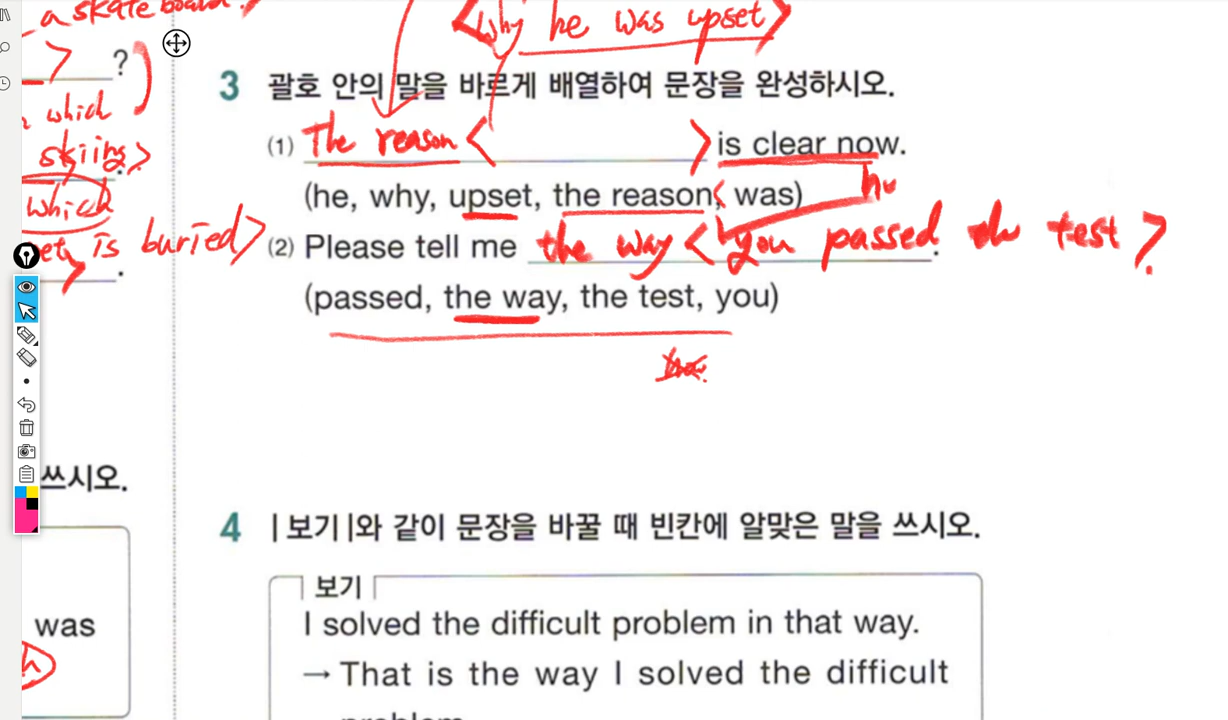 a skate board.
<why he was upset>
> ?
3 괄호 안의 말을 바르게 배열하여 문장을 완성하시오.
which
(1) The reason < > is clear now.
skiing>.
(he, why, upset, the reason, was)
which
is buried>
(2) Please tell me the way < you passed the test >.
(passed, the way, the test, you)
쓰시오.
4 |보기|와 같이 문장을 바꿀 때 빈칸에 알맞은 말을 쓰시오.
보기
was
I solved the difficult problem in that way.
→ That is the way I solved the difficult
problem